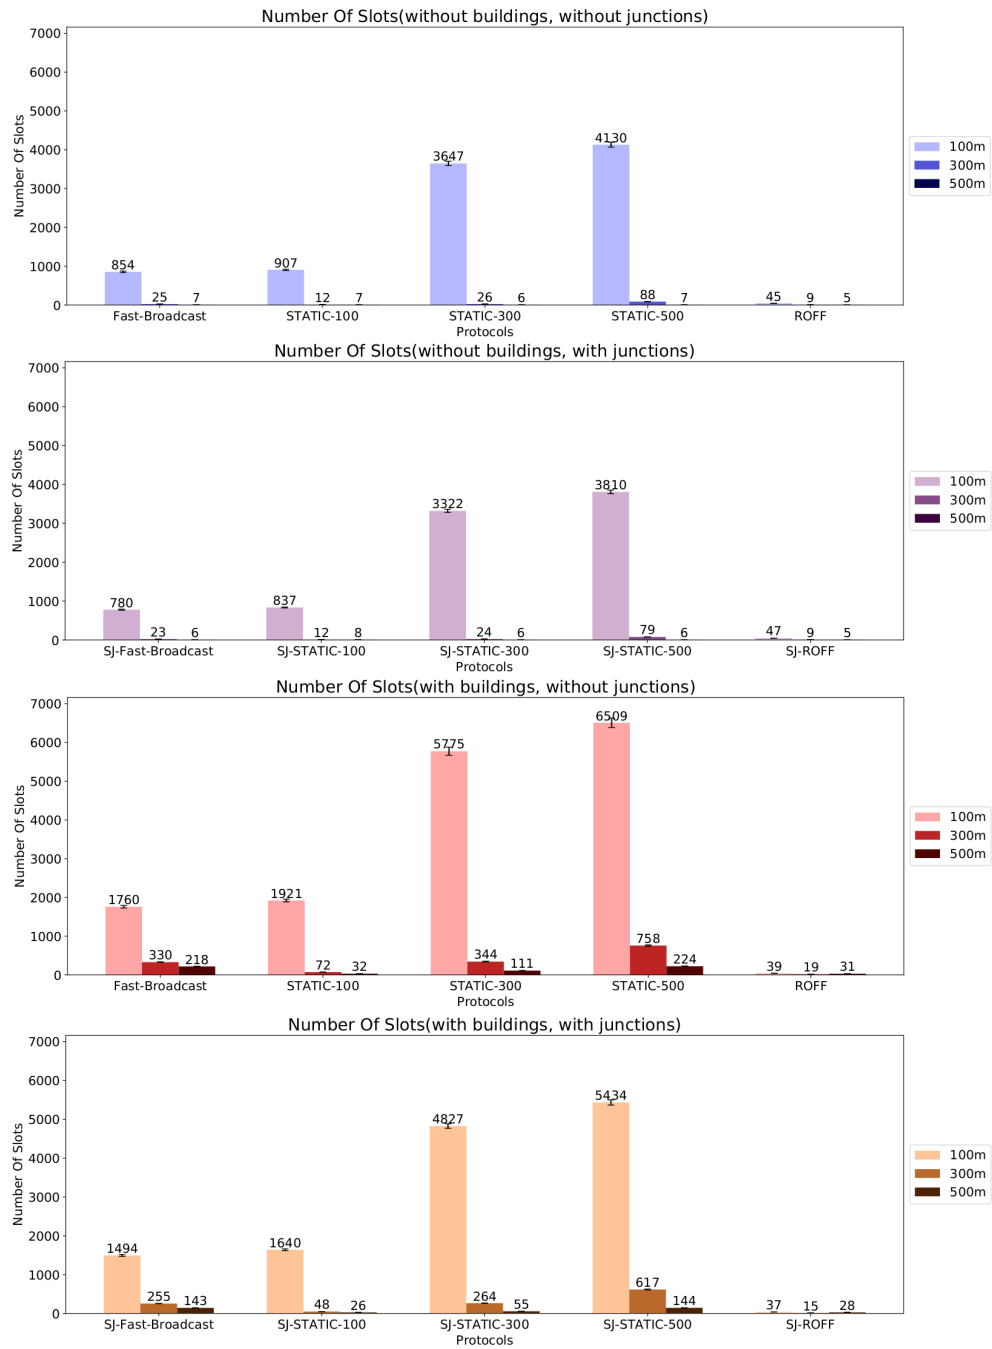 Number Of Slots(without buildings, without junctions)
7000
6000
5000
4000
3000
2000
1000
0
Number Of Slots
854
25
7
907
12
7
3647
26
6
4130
88
7
45
9
5
Fast-Broadcast
STATIC-100
STATIC-300
STATIC-500
ROFF
Protocols
100m
300m
500m
Number Of Slots(without buildings, with junctions)
7000
6000
5000
4000
3000
2000
1000
0
Number Of Slots
780
23
6
837
12
8
3322
24
6
3810
79
6
47
9
5
SJ-Fast-Broadcast
SJ-STATIC-100
SJ-STATIC-300
SJ-STATIC-500
SJ-ROFF
Protocols
100m
300m
500m
Number Of Slots(with buildings, without junctions)
7000
6000
5000
4000
3000
2000
1000
0
Number Of Slots
1760
330
218
1921
72
32
5775
344
111
6509
758
224
39
19
31
Fast-Broadcast
STATIC-100
STATIC-300
STATIC-500
ROFF
Protocols
100m
300m
500m
Number Of Slots(with buildings, with junctions)
7000
6000
5000
4000
3000
2000
1000
0
Number Of Slots
1494
255
143
1640
48
26
4827
264
55
5434
617
144
37
15
28
SJ-Fast-Broadcast
SJ-STATIC-100
SJ-STATIC-300
SJ-STATIC-500
SJ-ROFF
Protocols
100m
300m
500m